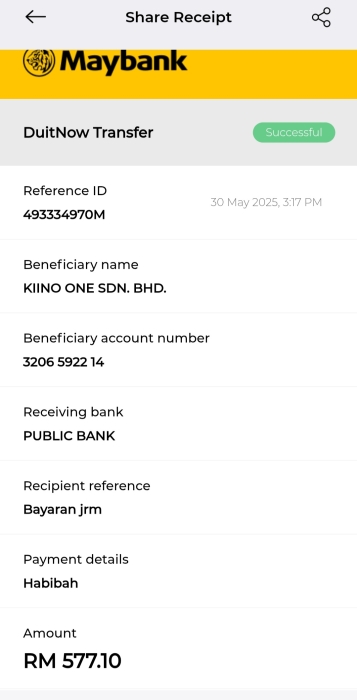 Share Receipt
Maybank
DuitNow Transfer
Successful
Reference ID
30 May 2025, 3:17 PM
493334970M
Beneficiary name
KIINO ONE SDN. BHD.
Beneficiary account number
3206 5922 14
Receiving bank
PUBLIC BANK
Recipient reference
Bayaran jrm
Payment details
Habibah
Amount
RM 577.10